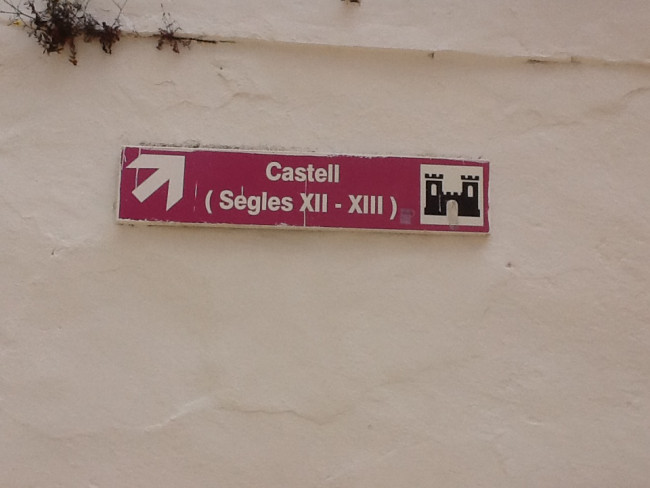 Castell
( Segles XII - XIII )